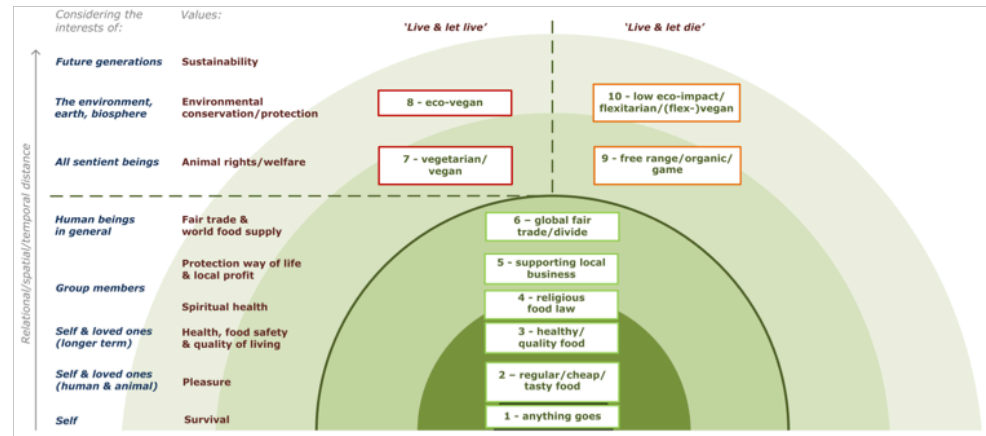 Considering the
interests of:
Values:
'Live & let live'
'Live & let die'
Future generations
Sustainability
The environment,
earth, biosphere
Environmental
conservation/protection
8 - eco-vegan
10 - low eco-impact/
flexitarian/(flex-)vegan
All sentient beings
Animal rights/welfare
7 - vegetarian/
vegan
9 - free range/organic/
game
Human beings
in general
Fair trade &
world food supply
6 – global fair
trade/divide
Protection way of life
& local profit
5 - supporting local
business
Group members
Spiritual health
4 - religious
food law
Self & loved ones
(longer term)
Health, food safety
& quality of living
3 - healthy/
quality food
Self & loved ones
(human & animal)
Pleasure
2 – regular/cheap/
tasty food
Self
Survival
1 - anything goes
Relational/spatial/temporal distance